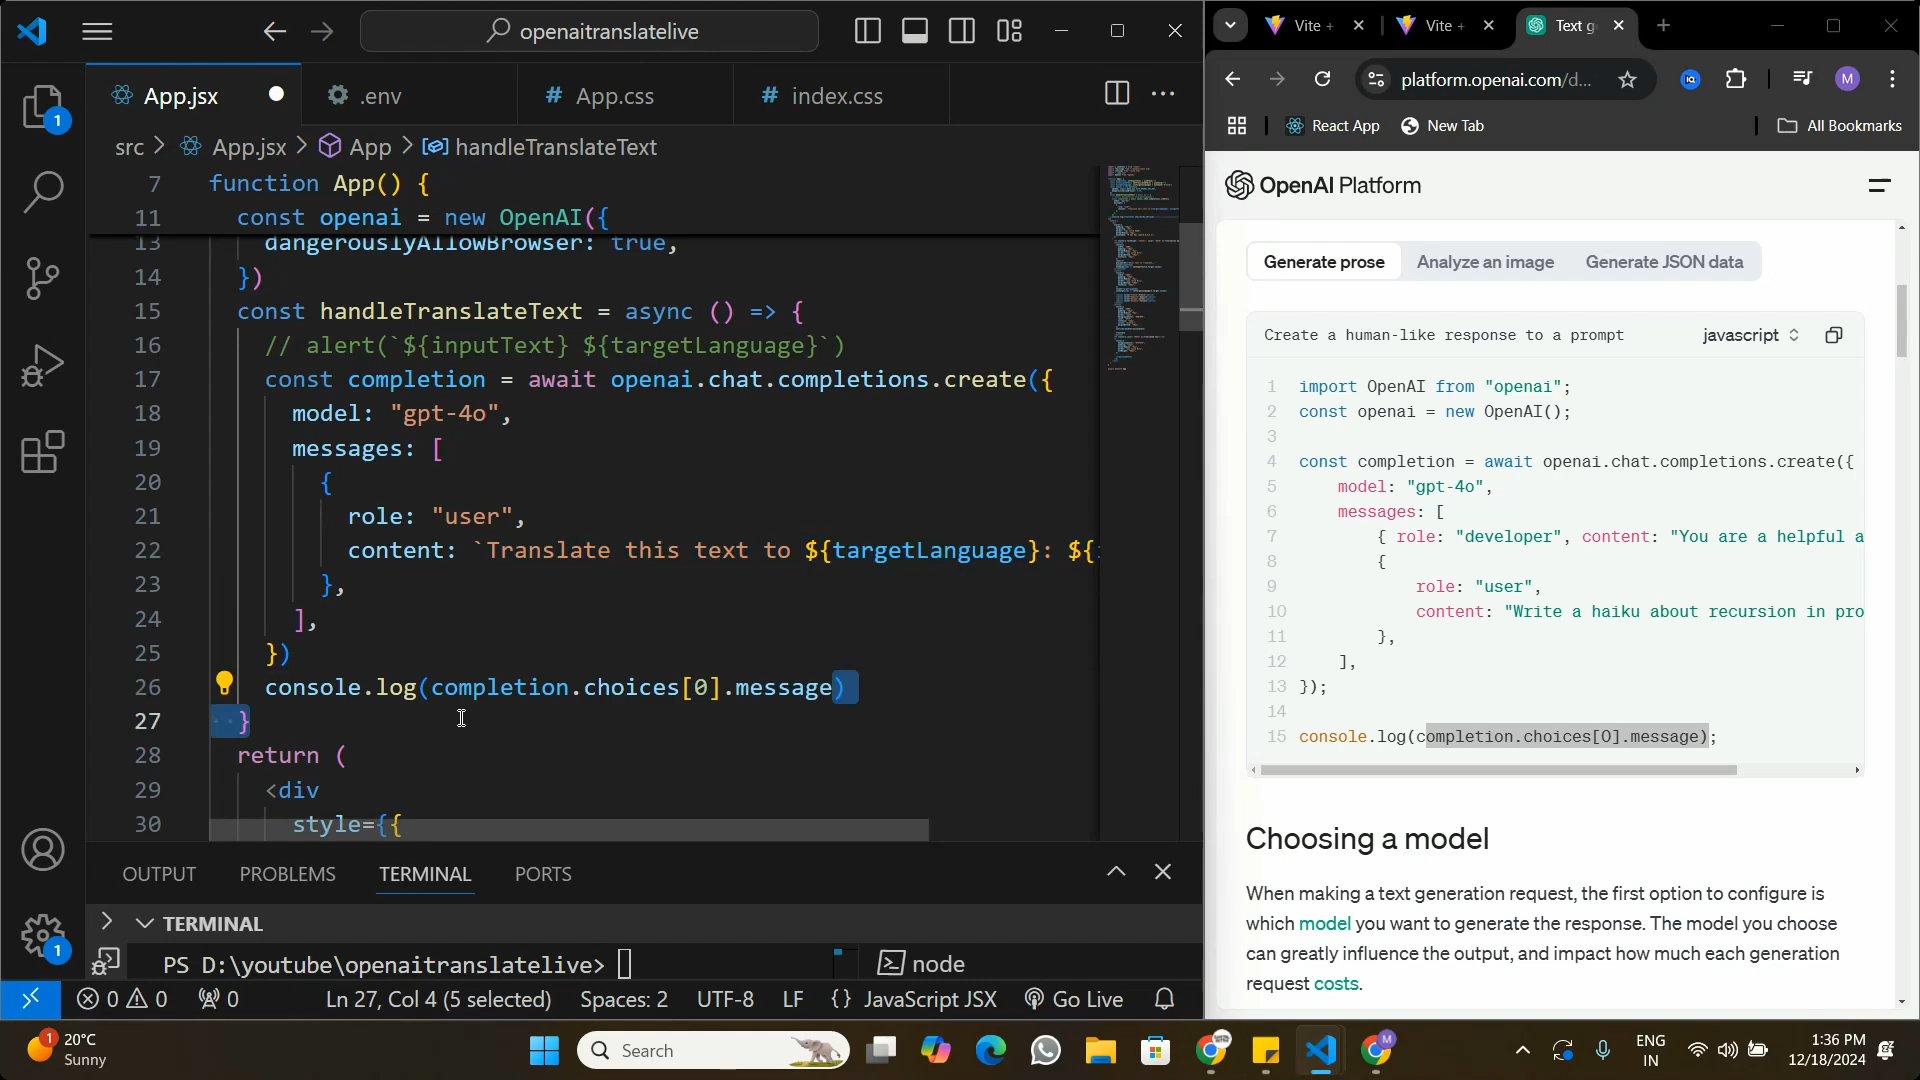 openaitranslatelive
App.jsx
.env
# App.css
# index.css
src > App.jsx > App > handleTranslateText
7 function App() {
11 const openai = new OpenAI({
13 dangerouslyAllowBrowser: true,
14 })
15 const handleTranslateText = async () => {
16 // alert(`${inputText} ${targetLanguage}`)
17 const completion = await openai.chat.completions.create({
18 model: "gpt-4o",
19 messages: [
20 {
21 role: "user",
22 content: `Translate this text to ${targetLanguage}: ${
23 },
24 ],
25 })
26 console.log(completion.choices[0].message)
27 }
28 return (
29 <div
30 style={{
OUTPUT PROBLEMS TERMINAL PORTS
TERMINAL
PS D:\youtube\openaitranslatelive>
node
1
1
0 0 0 Ln 27, Col 4 (5 selected) Spaces: 2 UTF-8 LF {} JavaScript JSX Go Live
Vite +
Vite +
Text g
platform.openai.com/d...
M
React App New Tab All Bookmarks
OpenAI Platform
Generate prose Analyze an image Generate JSON data
Create a human-like response to a prompt javascript
1 import OpenAI from "openai";
2 const openai = new OpenAI();
3
4 const completion = await openai.chat.completions.create({
5 model: "gpt-4o",
6 messages: [
7 { role: "developer", content: "You are a helpful a
8 {
9 role: "user",
10 content: "Write a haiku about recursion in pro
11 },
12 ],
13 });
14
15 console.log(completion.choices[0].message);
Choosing a model
When making a text generation request, the first option to configure is
which model you want to generate the response. The model you choose
can greatly influence the output, and impact how much each generation
request costs.
1
20°C
Sunny
Search
M
ENG
IN
1:36 PM
12/18/2024